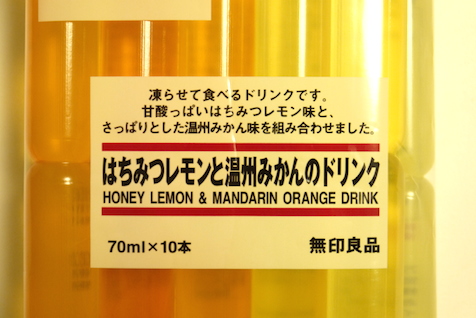 凍らせて食べるドリンクです。
甘酸っぱいはちみつレモン味と、
さっぱりとした温州みかん味を組み合わせました。
はちみつレモンと温州みかんのドリンク
HONEY LEMON & MANDARIN ORANGE DRINK
70ml×10本
無印良品